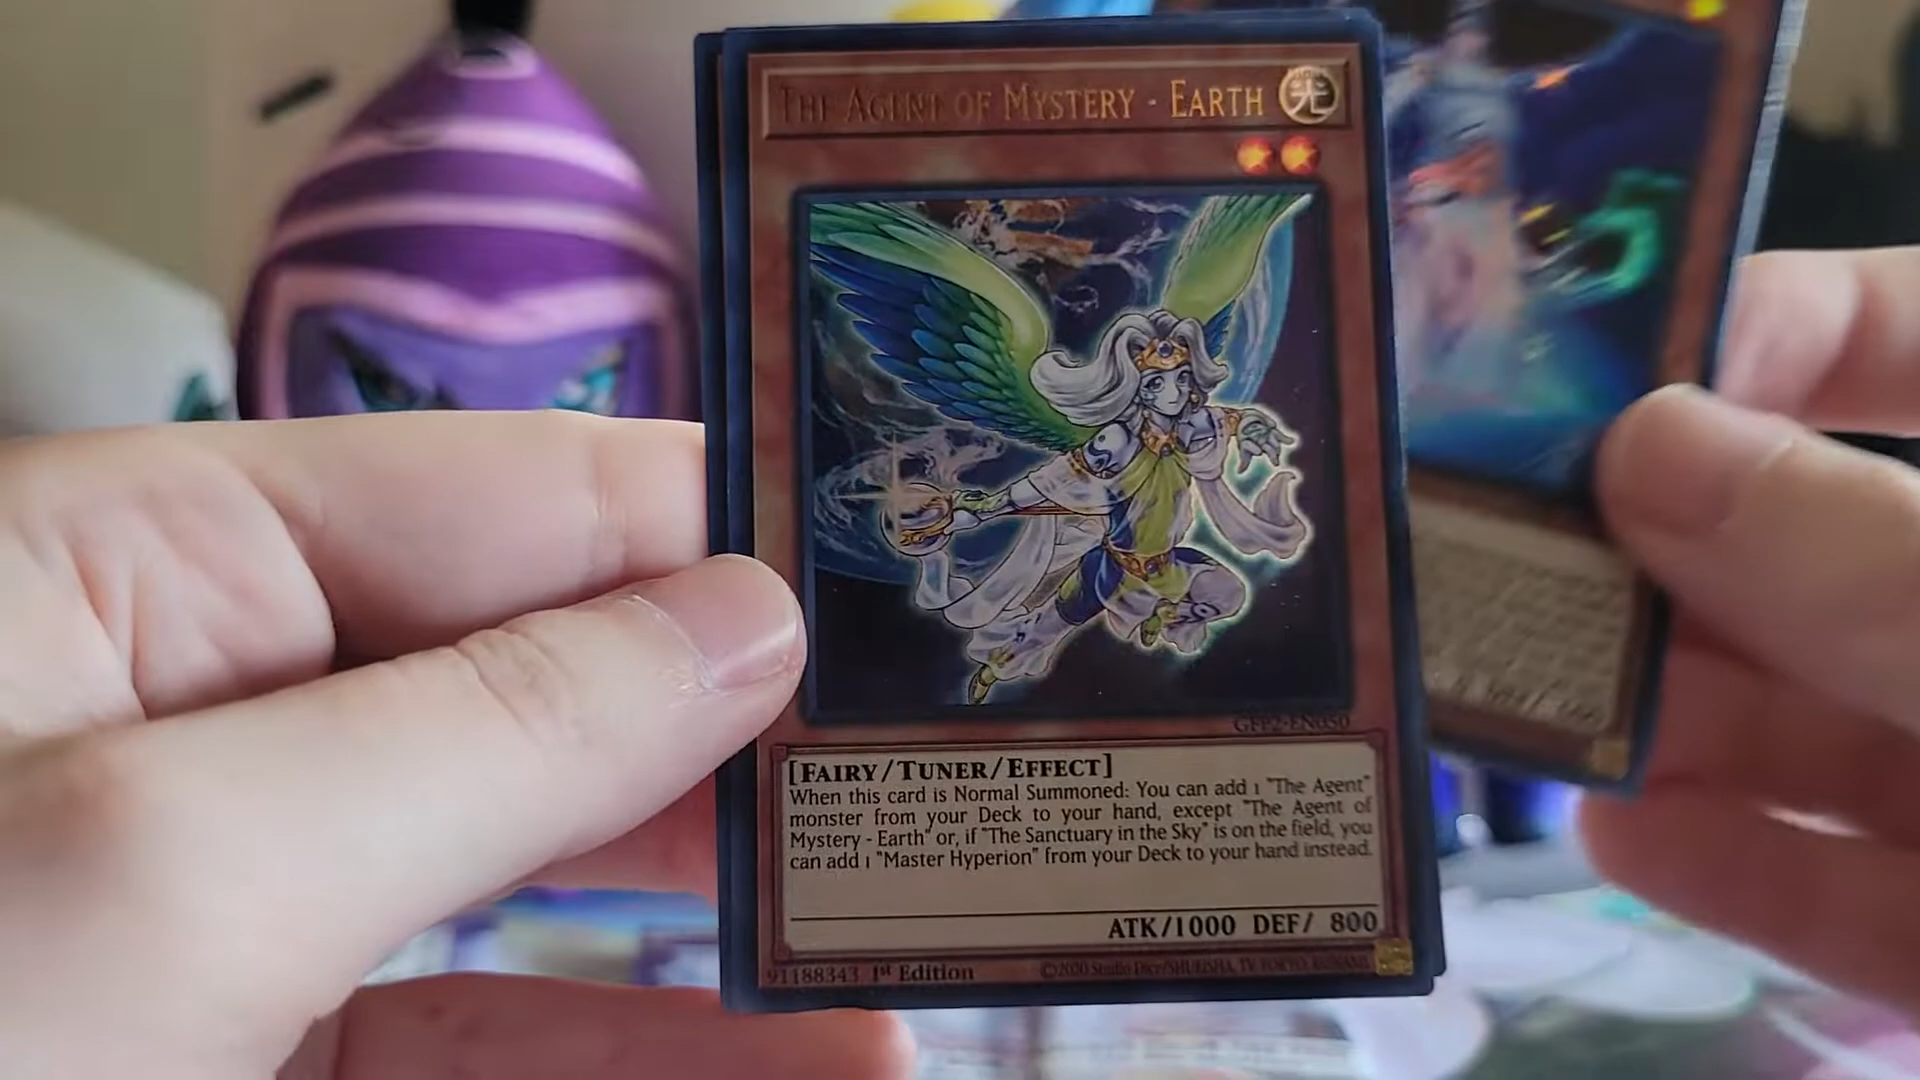 THE AGENT OF MYSTERY - EARTH 光
GFP2-EN050
[FAIRY/TUNER/EFFECT]
When this card is Normal Summoned: You can add 1 "The Agent"
monster from your Deck to your hand, except "The Agent of
Mystery - Earth" or, if "The Sanctuary in the Sky" is on the field, you
can add 1 "Master Hyperion" from your Deck to your hand instead.
ATK/1000 DEF/ 800
91188343 1st Edition ©2020 Studio Dice/SHUEISHA, TV TOKYO, KONAMI